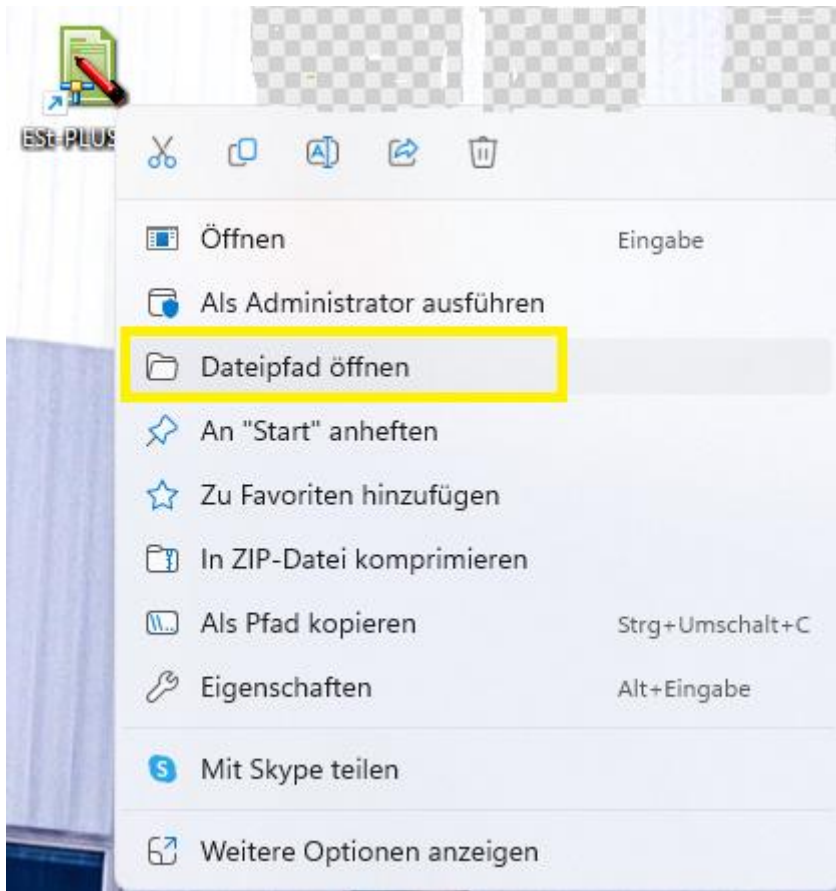 ESt-PLUS
Öffnen Eingabe
Als Administrator ausführen
Dateipfad öffnen
An "Start" anheften
Zu Favoriten hinzufügen
In ZIP-Datei komprimieren
Als Pfad kopieren Strg+Umschalt+C
Eigenschaften Alt+Eingabe
Mit Skype teilen
Weitere Optionen anzeigen